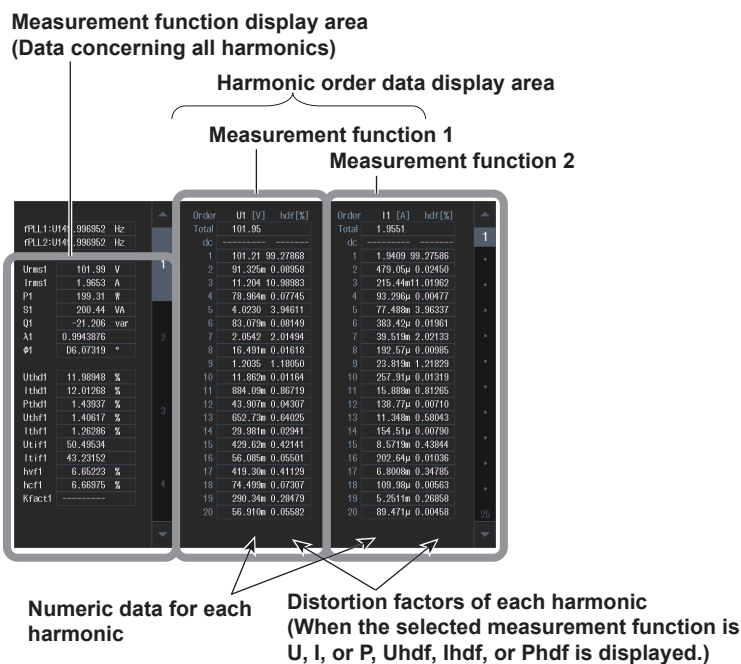 Measurement function display area
(Data concerning all harmonics)
Harmonic order data display area
Measurement function 1
Measurement function 2
fPLL1:U1 49.996952 Hz
fPLL2:U1 49.996952 Hz
Urms1 101.99 V
Irms1 1.9653 A
P1 199.31 W
S1 200.44 VA
Q1 -21.206 var
λ1 0.9943876
Φ1 D6.07319 °
Uthd1 11.98948 %
Ithd1 12.01268 %
Pthd1 1.43937 %
Uthf1 1.40617 %
Ithf1 1.26286 %
Utif1 50.49534
Itif1 43.23152
hvf1 6.65223 %
hcf1 6.66975 %
Kfact1 ---------
1
2
3
4
Order U1 [V] hdf[%]
Total 101.95
dc --------- ---------
1 101.21 99.27868
2 91.325m 0.08958
3 11.204 10.98983
4 78.964m 0.07745
5 4.0230 3.94611
6 83.079m 0.08149
7 2.0542 2.01494
8 16.491m 0.01618
9 1.2035 1.18050
10 11.862m 0.01164
11 884.09m 0.86719
12 43.907m 0.04307
13 652.73m 0.64025
14 29.981m 0.02941
15 429.62m 0.42141
16 56.085m 0.05501
17 419.30m 0.41129
18 74.499m 0.07307
19 290.34m 0.28479
20 56.910m 0.05582
Order I1 [A] hdf[%]
Total 1.9551
dc --------- ---------
1 1.9409 99.27586
2 479.05µ 0.02450
3 215.44m 11.01962
4 93.296µ 0.00477
5 77.488m 3.96337
6 383.42µ 0.01961
7 39.519m 2.02133
8 192.57µ 0.00985
9 23.819m 1.21829
10 257.91µ 0.01319
11 15.888m 0.81265
12 138.77µ 0.00710
13 11.348m 0.58043
14 154.51µ 0.00790
15 8.5719m 0.43844
16 202.64µ 0.01036
17 6.8008m 0.34785
18 109.98µ 0.00563
19 5.2511m 0.26858
20 89.471µ 0.00458
1
25
Numeric data for each
harmonic
Distortion factors of each harmonic
(When the selected measurement function is
U, I, or P, Uhdf, Ihdf, or Phdf is displayed.)